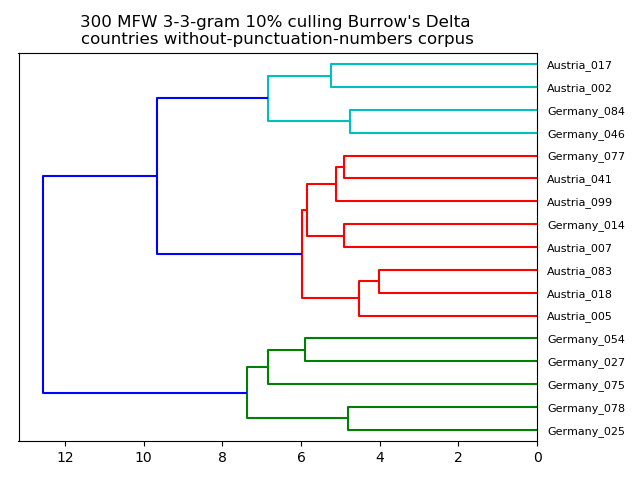 300 MFW 3-3-gram 10% culling Burrow's Delta
countries without-punctuation-numbers corpus
Austria_017
Austria_002
Germany_084
Germany_046
Germany_077
Austria_041
Austria_099
Germany_014
Austria_007
Austria_083
Austria_018
Austria_005
Germany_054
Germany_027
Germany_075
Germany_078
Germany_025
12 10 8 6 4 2 0